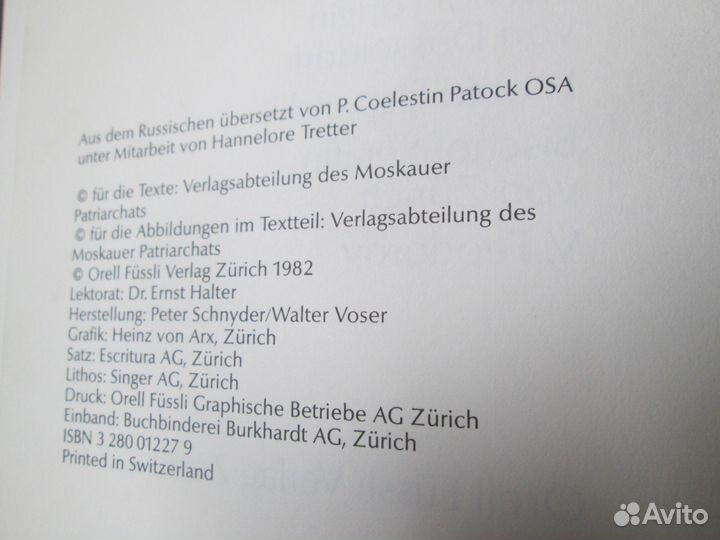 Aus dem Russischen übersetzt von P. Coelestin Patock OSA
unter Mitarbeit von Hannelore Tretter
© für die Texte: Verlagsabteilung des Moskauer
Patriarchats
© für die Abbildungen im Textteil: Verlagsabteilung des
Moskauer Patriarchats
© Orell Füssli Verlag Zürich 1982
Lektorat: Dr. Ernst Halter
Herstellung: Peter Schnyder/Walter Voser
Grafik: Heinz von Arx, Zürich
Satz: Escritura AG, Zürich
Lithos: Singer AG, Zürich
Druck: Orell Füssli Graphische Betriebe AG Zürich
Einband: Buchbinderei Burkhardt AG, Zürich
ISBN 3 280 01227 9
Printed in Switzerland
Avito